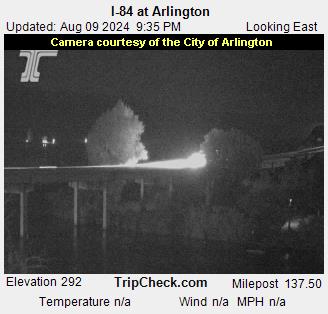 I-84 at Arlington
Updated: Aug 09 2024 9:35 PM Looking East
Camera courtesy of the City of Arlington
Elevation 292 TripCheck.com Milepost 137.50
Temperature n/a Wind n/a MPH n/a